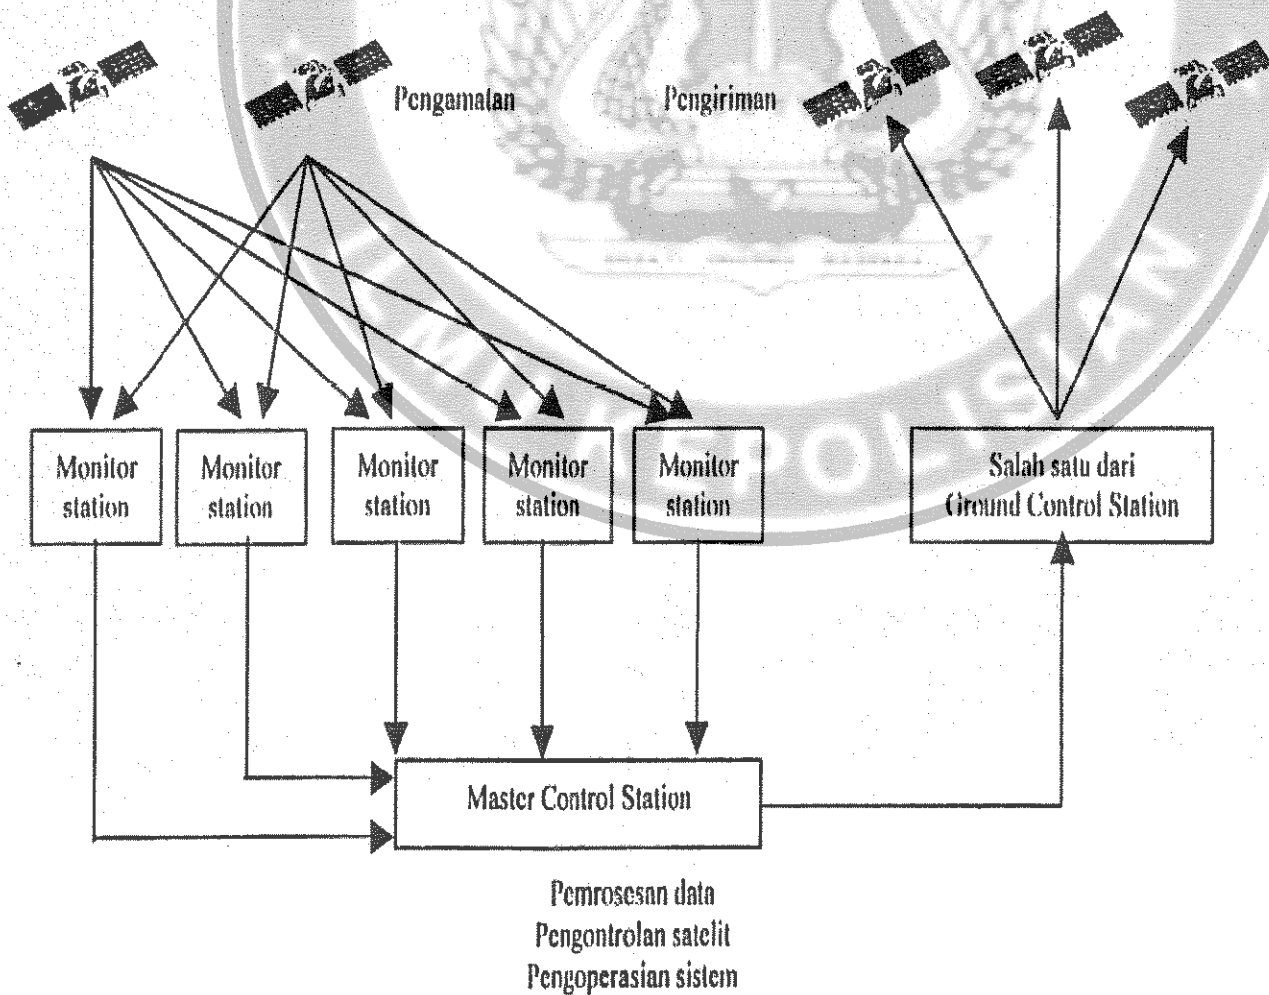 Pengamatan
Pengiriman
Monitor
station
Monitor
station
Monitor
station
Monitor
station
Monitor
station
Salah satu dari
Ground Control Station
Master Control Station
Pemrosesan data
Pengontrolan satelit
Pengoperasian sistem
KEPOLISIAN